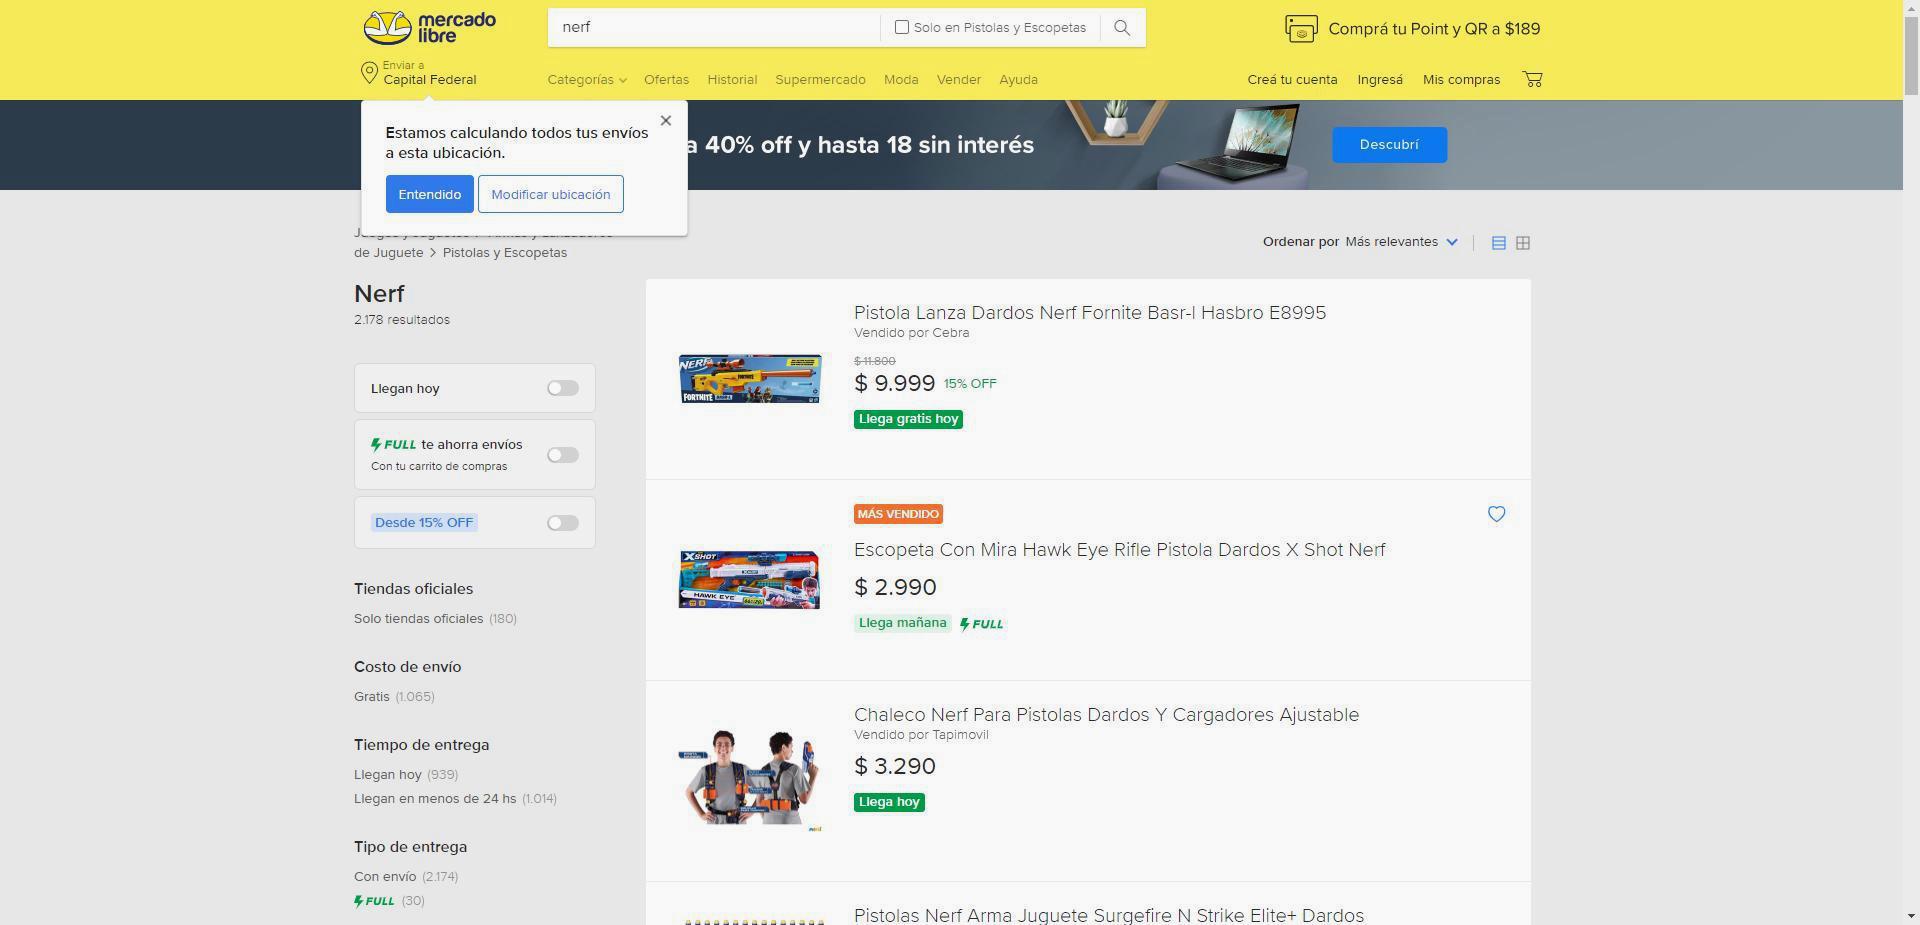 mercado
libre
nerf
Solo en Pistolas y Escopetas
Comprá tu Point y QR a $189
Enviar a
Capital Federal
Categorías
Ofertas
Historial
Supermercado
Moda
Vender
Ayuda
Creá tu cuenta
Ingresá
Mis compras
Estamos calculando todos tus envíos
a esta ubicación.
Entendido
Modificar ubicación
a 40% off y hasta 18 sin interés
Descubrí
de Juguete > Pistolas y Escopetas
Ordenar por Más relevantes
Nerf
2.178 resultados
Llegan hoy
FULL te ahorra envíos
Con tu carrito de compras
Desde 15% OFF
Tiendas oficiales
Solo tiendas oficiales (180)
Costo de envío
Gratis (1.065)
Tiempo de entrega
Llegan hoy (939)
Llegan en menos de 24 hs (1.014)
Tipo de entrega
Con envío (2.174)
FULL (30)
NERF
FORTNITE
Pistola Lanza Dardos Nerf Fornite Basr-l Hasbro E8995
Vendido por Cebra
$ 11.800
$ 9.999 15% OFF
Llega gratis hoy
XSHOT
HAWK EYE
MÁS VENDIDO
Escopeta Con Mira Hawk Eye Rifle Pistola Dardos X Shot Nerf
$ 2.990
Llega mañana FULL
Chaleco Nerf Para Pistolas Dardos Y Cargadores Ajustable
Vendido por Tapimovil
$ 3.290
Llega hoy
Pistolas Nerf Arma Juguete Surgefire N Strike Elite+ Dardos